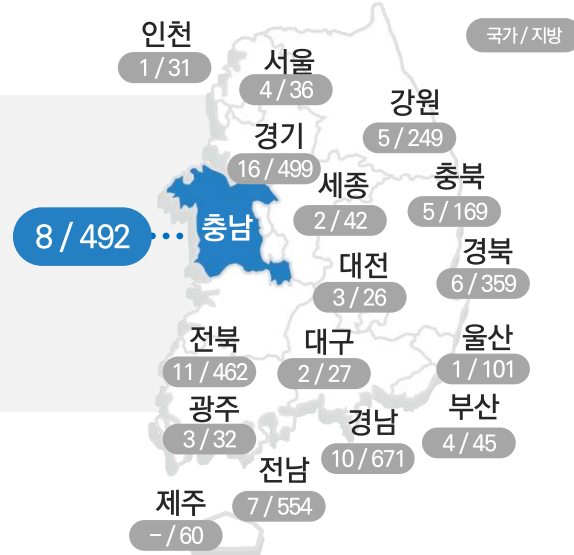 국가 / 지방
인천
1 / 31
서울
4 / 36
강원
5 / 249
경기
16 / 499
세종
2 / 42
충북
5 / 169
8 / 492
충남
대전
3 / 26
경북
6 / 359
전북
11 / 462
대구
2 / 27
울산
1 / 101
광주
3 / 32
경남
10 / 671
부산
4 / 45
전남
7 / 554
제주
– / 60